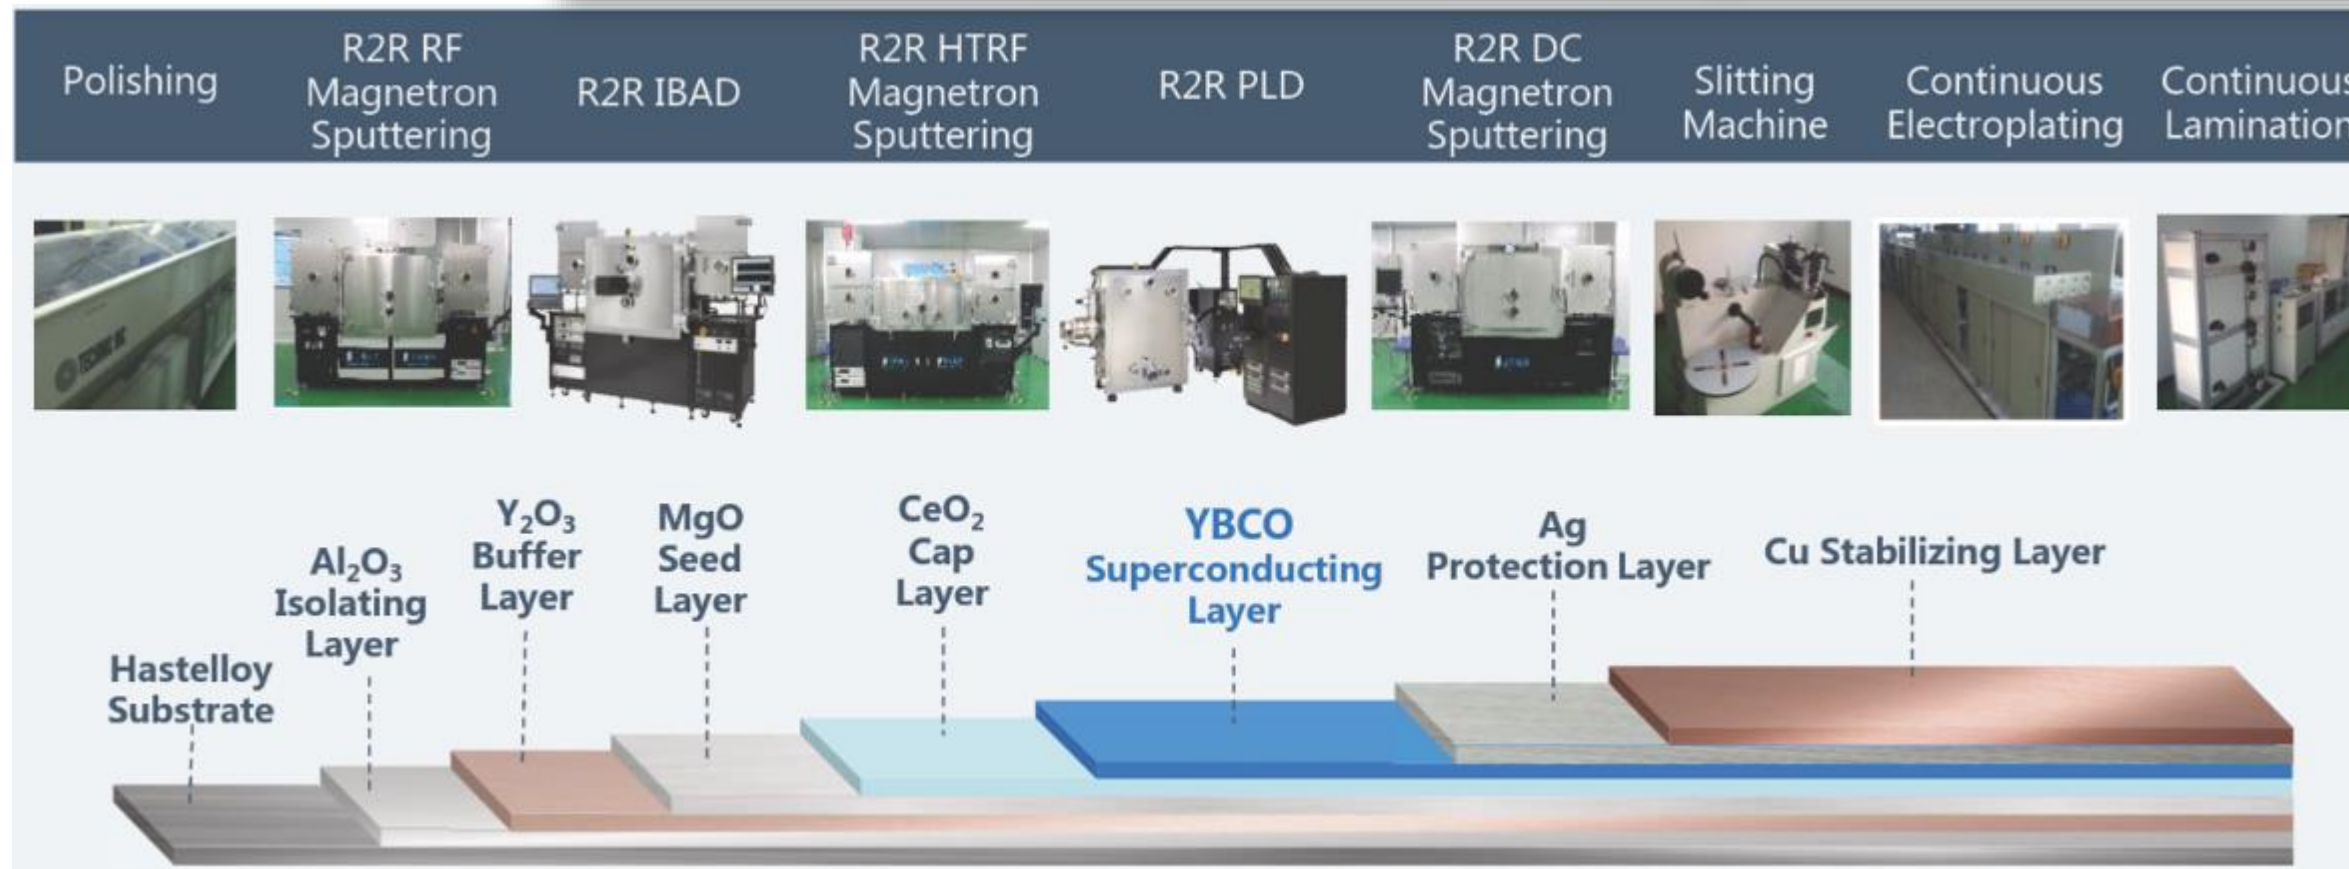 Polishing
R2R RF
Magnetron
Sputtering
R2R IBAD
R2R HTRF
Magnetron
Sputtering
R2R PLD
R2R DC
Magnetron
Sputtering
Slitting
Machine
Continuous
Electroplating
Continuous
Lamination
Hastelloy
Substrate
Al₂O₃
Isolating
Layer
Y₂O₃
Buffer
Layer
MgO
Seed
Layer
CeO₂
Cap
Layer
YBCO
Superconducting
Layer
Ag
Protection Layer
Cu Stabilizing Layer